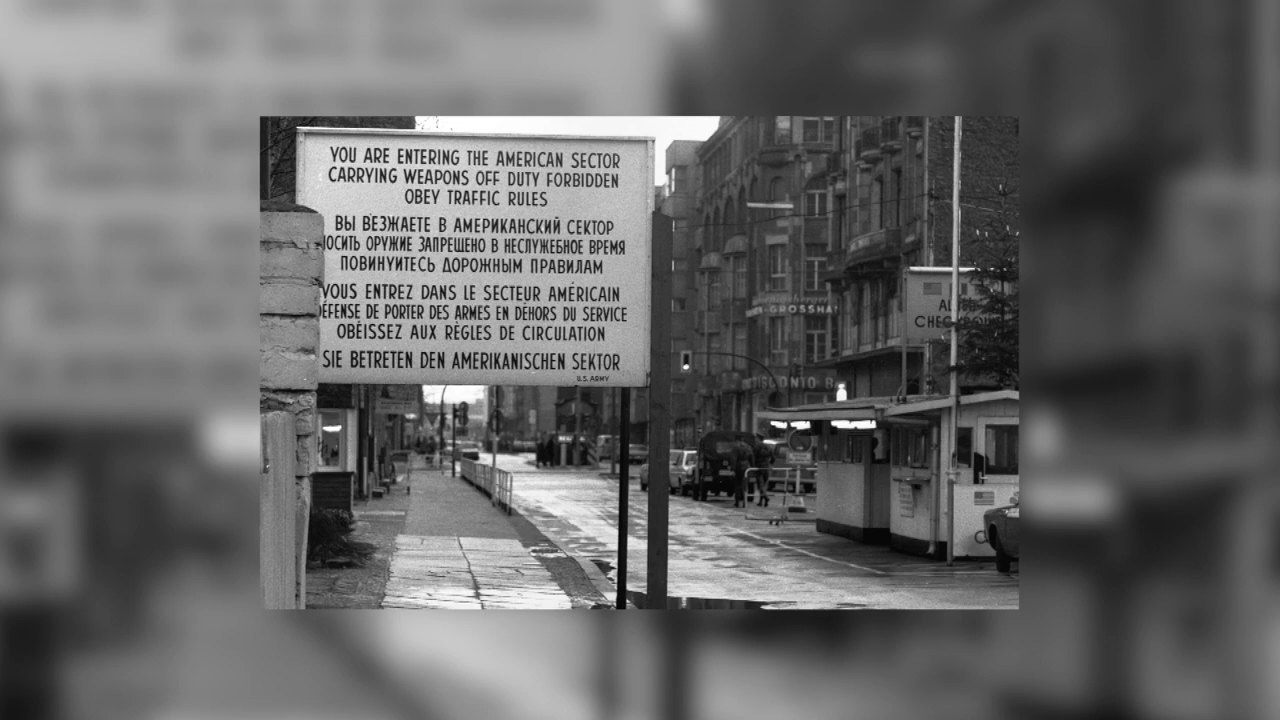 YOU ARE ENTERING THE AMERICAN SECTOR
CARRYING WEAPONS OFF DUTY FORBIDDEN
OBEY TRAFFIC RULES
ВЫ ВЕЗЖАЕТЕ В АМЕРИКАНСКИЙ СЕКТОР
НОСИТЬ ОРУЖИЕ ЗАПРЕЩЕНО В НЕСЛУЖЕБНОЕ ВРЕМЯ
ПОВИНУИТЕСЬ ДОРОЖНЫМ ПРАВИЛАМ
VOUS ENTREZ DANS LE SECTEUR AMÉRICAIN
DÉFENSE DE PORTER DES ARMES EN DEHORS DU SERVICE
OBÉISSEZ AUX RÈGLES DE CIRCULATION
SIE BETRETEN DEN AMERIKANISCHEN SEKTOR
U.S. ARMY
GROSSHA